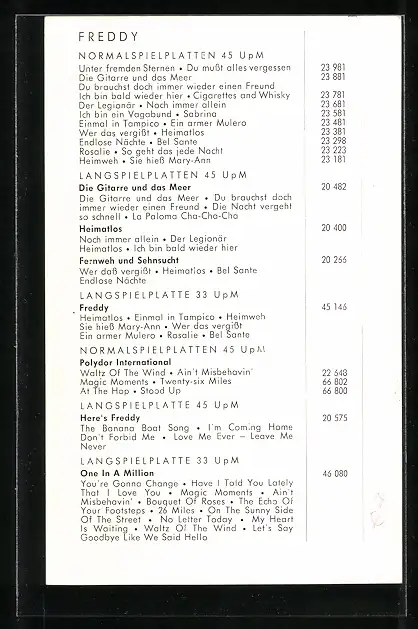 FREDDY
NORMALSPIELPLATTEN 45 UpM
Unter fremden Sternen • Du mußt alles vergessen 23 981
Die Gitarre und das Meer 23 881
Du brauchst doch immer wieder einen Freund
Ich bin bald wieder hier • Cigarettes and Whisky 23 781
Der Legionär • Noch immer allein 23 681
Ich bin ein Vagabund • Sabrina 23 581
Einmal in Tampico • Ein armer Mulero 23 481
Wer das vergißt • Heimatlos 23 381
Endlose Nächte • Bel Sante 23 298
Rosalie • So geht das jede Nacht 23 223
Heimweh • Sie hieß Mary-Ann 23 181
LANGSPIELPLATTEN 45 UpM
Die Gitarre und das Meer 20 482
Die Gitarre und das Meer • Du brauchst doch
immer wieder einen Freund • Die Nacht vergeht
so schnell • La Paloma Cha-Cha-Cha
Heimatlos 20 400
Noch immer allein • Der Legionär
Heimatlos • Ich bin bald wieder hier
Fernweh und Sehnsucht 20 266
Wer daß vergißt • Heimatlos • Bel Sante
Endlose Nächte
LANGSPIELPLATTE 33 UpM
Freddy 45 146
Heimatlos • Einmal in Tampico • Heimweh
Sie hieß Mary-Ann • Wer das vergißt
Ein armer Mulero • Rosalie • Bel Sante
NORMALSPIELPLATTEN 45 UpM
Polydor International
Waltz Of The Wind • Ain't Misbehavin' 22 648
Magic Moments • Twenty-six Miles 66 802
At The Hop • Stood Up 66 800
LANGSPIELPLATTE 45 UpM
Here's Freddy 20 575
The Banana Boat Song • I'm Coming Home
Don't Forbid Me • Love Me Ever – Leave Me
Never
LANGSPIELPLATTE 33 UpM
One In A Million 46 080
You're Gonna Change • Have I Told You Lately
That I Love You • Magic Moments • Ain't
Misbehavin' • Bouquet Of Roses • The Echo Of
Your Footsteps • 26 Miles • On The Sunny Side
Of The Street • No Letter Today • My Heart
Is Waiting • Waltz Of The Wind • Let's Say
Goodbye Like We Said Hello